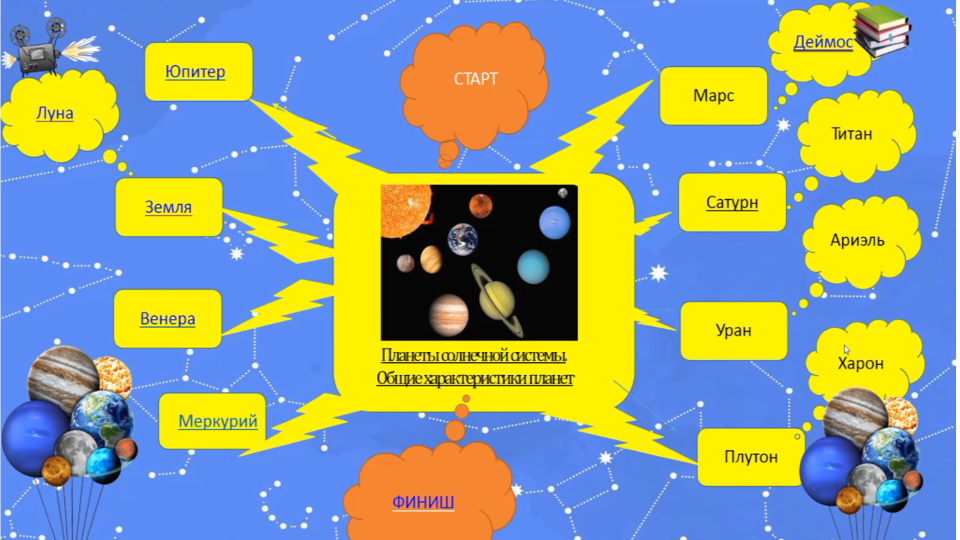 СТАРТ
Деймос
Юпитер
Марс
Луна
Титан
Земля
Сатурн
Ариэль
Венера
Уран
Планеты солнечной системы.
Общие характеристики планет
Харон
Меркурий
Плутон
ФИНИШ